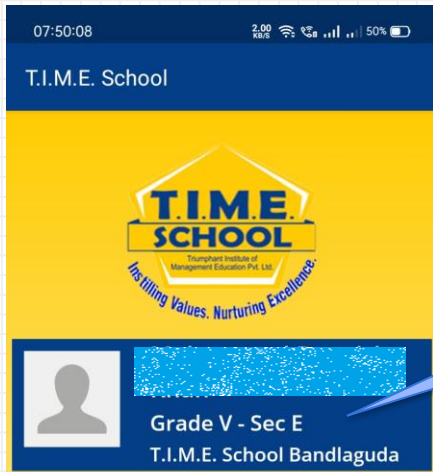 07:50:08
2.00 KB/S
50%
T.I.M.E. School
T.I.M.E.
SCHOOL
Triumphant Institute of
Management Education Pvt. Ltd.
Instilling Values. Nurturing Excellence.
Grade V - Sec E
T.I.M.E. School Bandlaguda